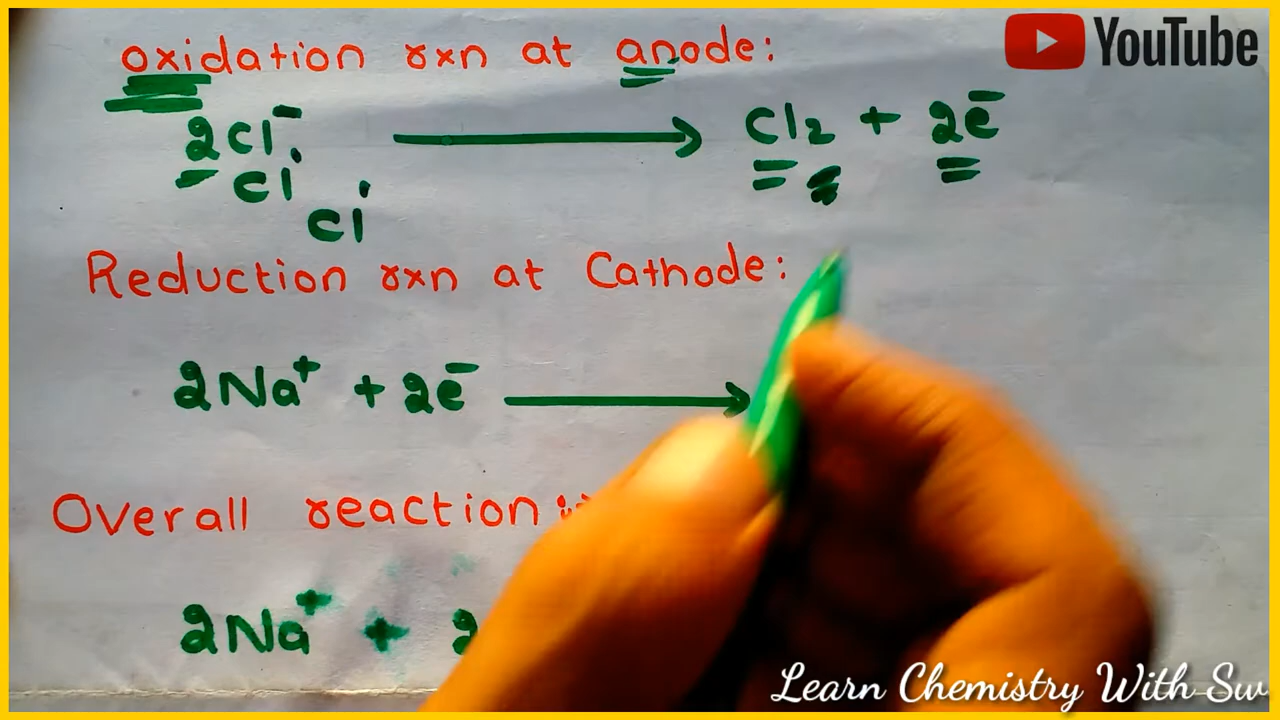 YouTube
oxidation rxn at anode:
2Cl⁻ ⟶ Cl₂ + 2e⁻
Cl
Cl
Reduction rxn at Cathode:
2Na⁺ + 2e⁻ ⟶
Overall reaction :
2Na⁺ + 2
Learn Chemistry With Sw